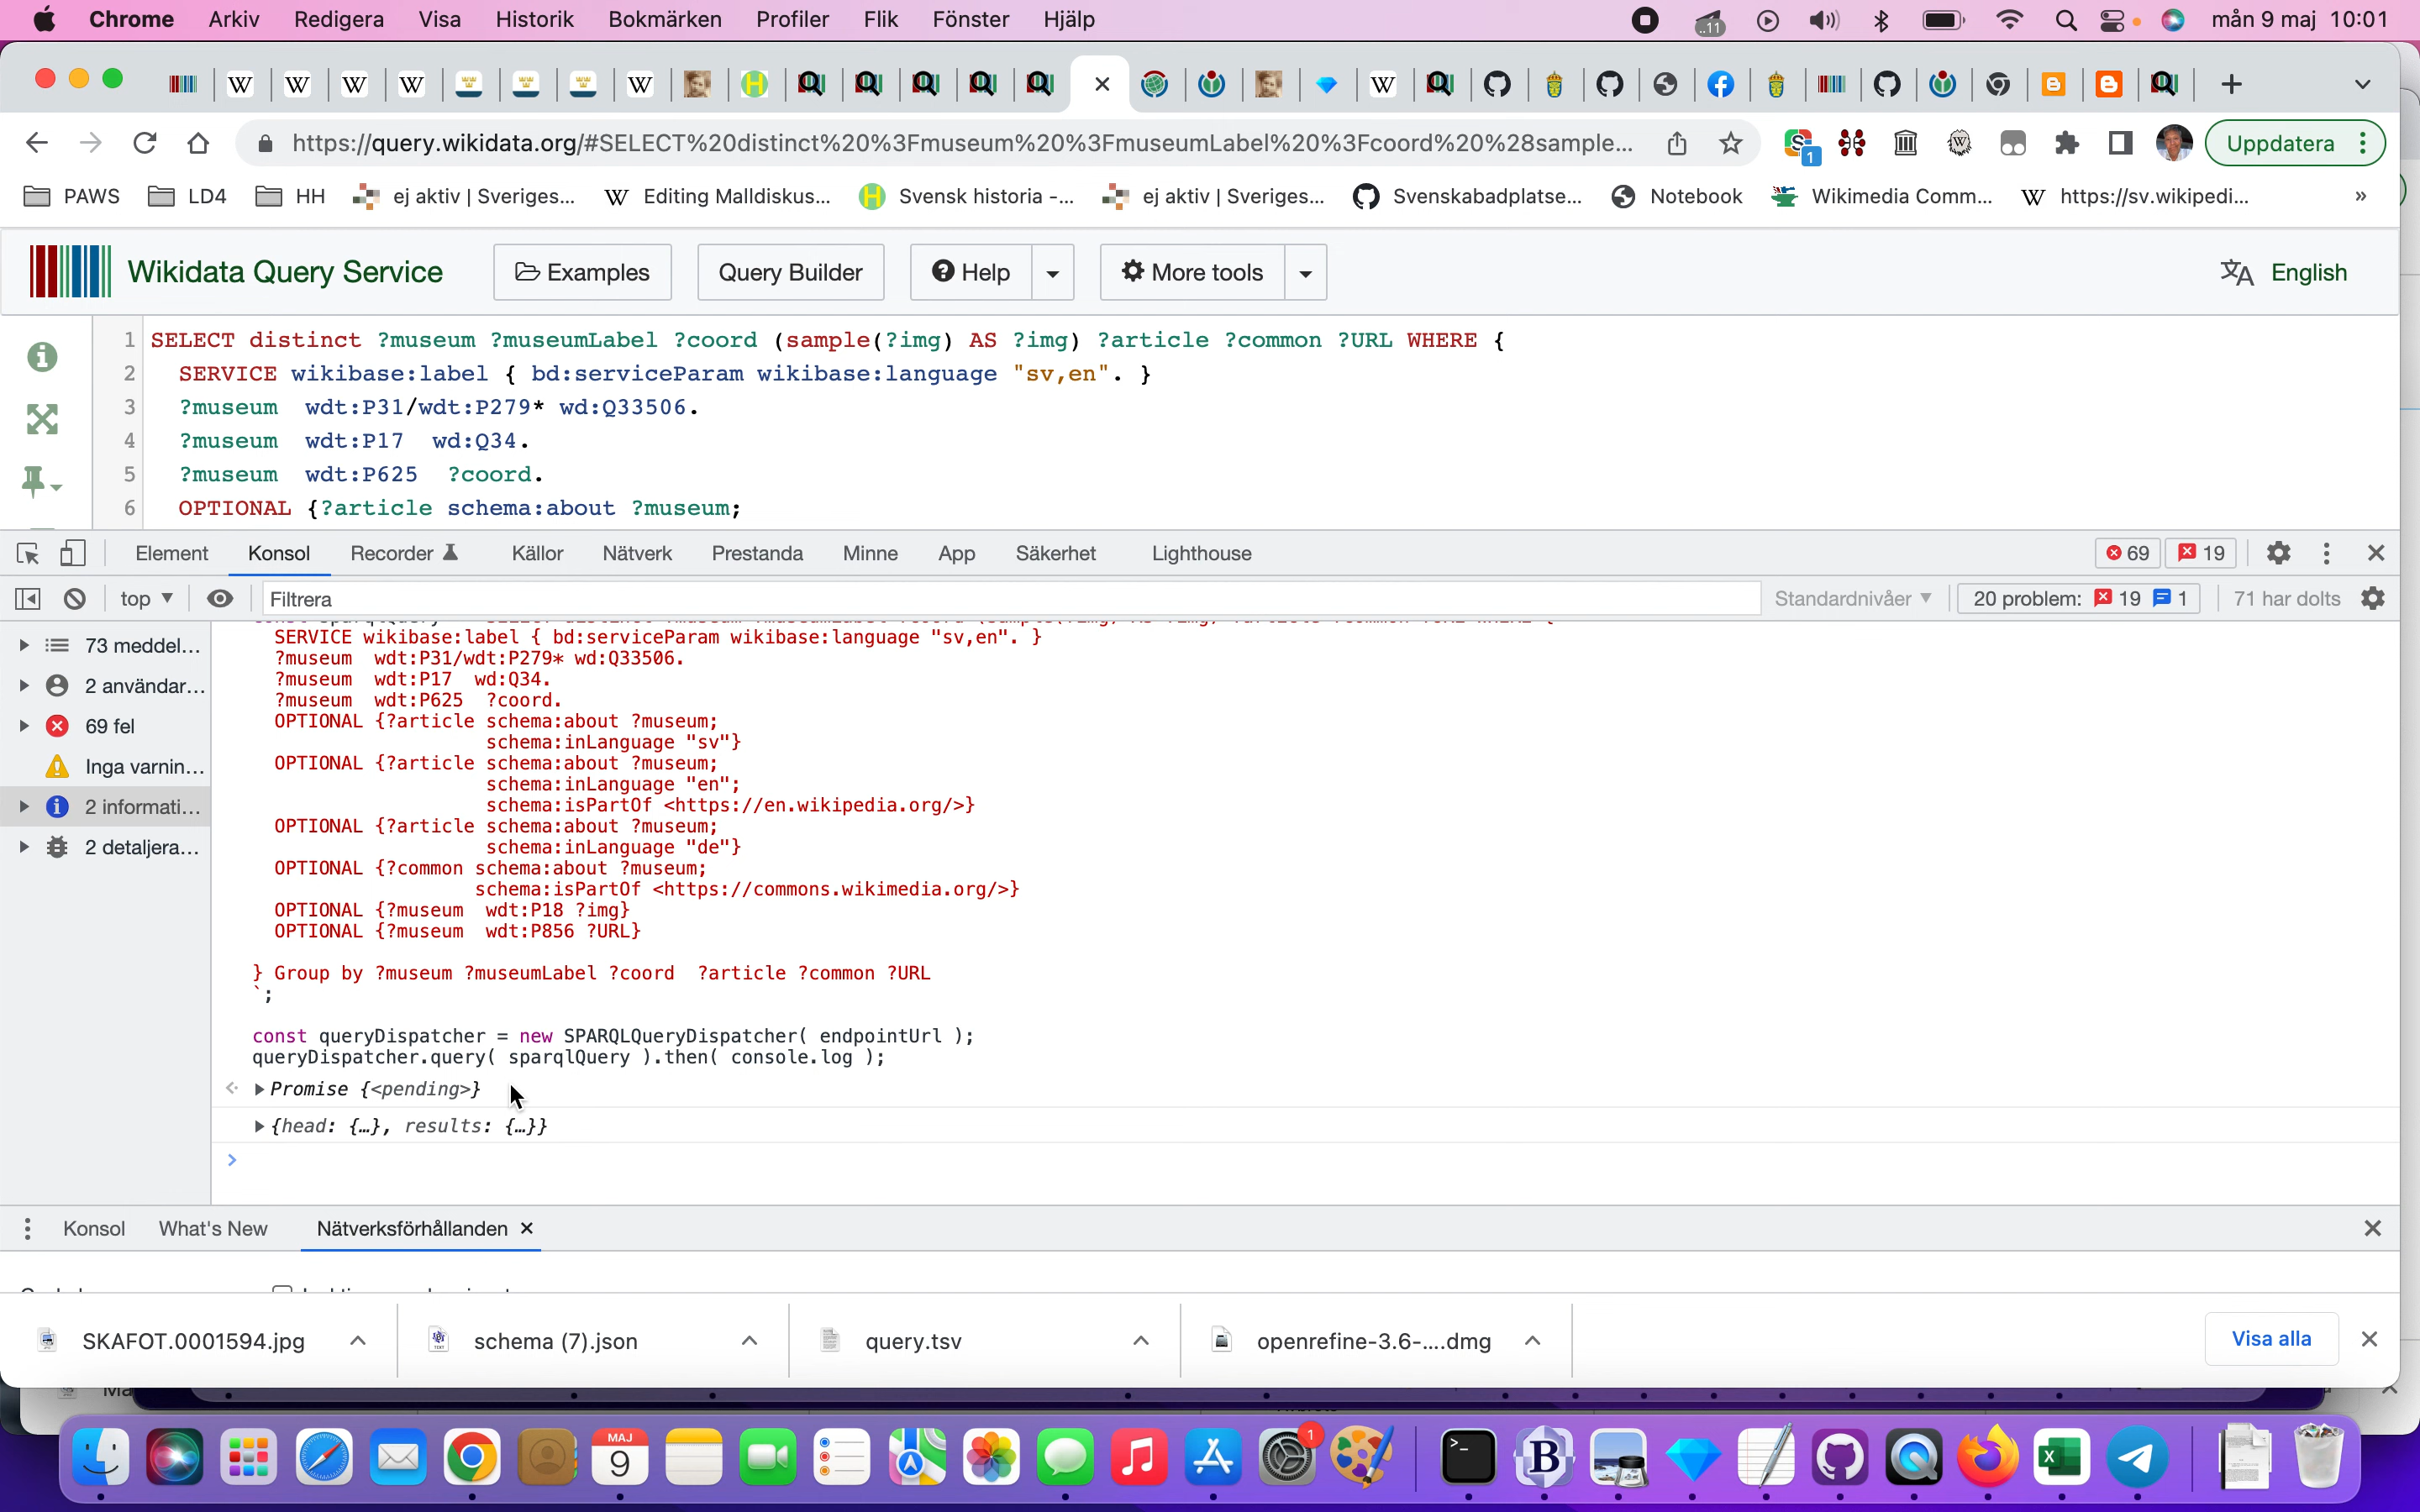 Chrome Arkiv Redigera Visa Historik Bokmärken Profiler Flik Fönster Hjälp ..11 mån 9 maj 10:01
https://query.wikidata.org/#SELECT%20distinct%20%3Fmuseum%20%3FmuseumLabel%20%3Fcoord%20%28sample... 1 Uppdatera
PAWS LD4 HH ej aktiv | Sveriges... Editing Malldiskus... Svensk historia -... ej aktiv | Sveriges... Svenskabadplatse... Notebook Wikimedia Comm... https://sv.wikipedi... »
Wikidata Query Service Examples Query Builder Help More tools English
1 SELECT distinct ?museum ?museumLabel ?coord (sample(?img) AS ?img) ?article ?common ?URL WHERE {
2 SERVICE wikibase:label { bd:serviceParam wikibase:language "sv,en". }
3 ?museum wdt:P31/wdt:P279* wd:Q33506.
4 ?museum wdt:P17 wd:Q34.
5 ?museum wdt:P625 ?coord.
6 OPTIONAL {?article schema:about ?museum;
Element Konsol Recorder Källor Nätverk Prestanda Minne App Säkerhet Lighthouse 69 19
top Filtrera Standardnivåer 20 problem: 19 1 71 har dolts
73 meddel...
2 användar...
69 fel
Inga varnin...
2 informati...
2 detaljera...
SERVICE wikibase:label { bd:serviceParam wikibase:language "sv,en". }
?museum wdt:P31/wdt:P279* wd:Q33506.
?museum wdt:P17 wd:Q34.
?museum wdt:P625 ?coord.
OPTIONAL {?article schema:about ?museum;
schema:inLanguage "sv"}
OPTIONAL {?article schema:about ?museum;
schema:inLanguage "en";
schema:isPartOf <https://en.wikipedia.org/>}
OPTIONAL {?article schema:about ?museum;
schema:inLanguage "de"}
OPTIONAL {?common schema:about ?museum;
schema:isPartOf <https://commons.wikimedia.org/>}
OPTIONAL {?museum wdt:P18 ?img}
OPTIONAL {?museum wdt:P856 ?URL}
} Group by ?museum ?museumLabel ?coord ?article ?common ?URL
`;
const queryDispatcher = new SPARQLQueryDispatcher( endpointUrl );
queryDispatcher.query( sparqlQuery ).then( console.log );
Promise {<pending>}
{head: {…}, results: {…}}
Konsol What's New Nätverksförhållanden
SKAFOT.0001594.jpg schema (7).json query.tsv openrefine-3.6-....dmg Visa alla
MAJ
9
1